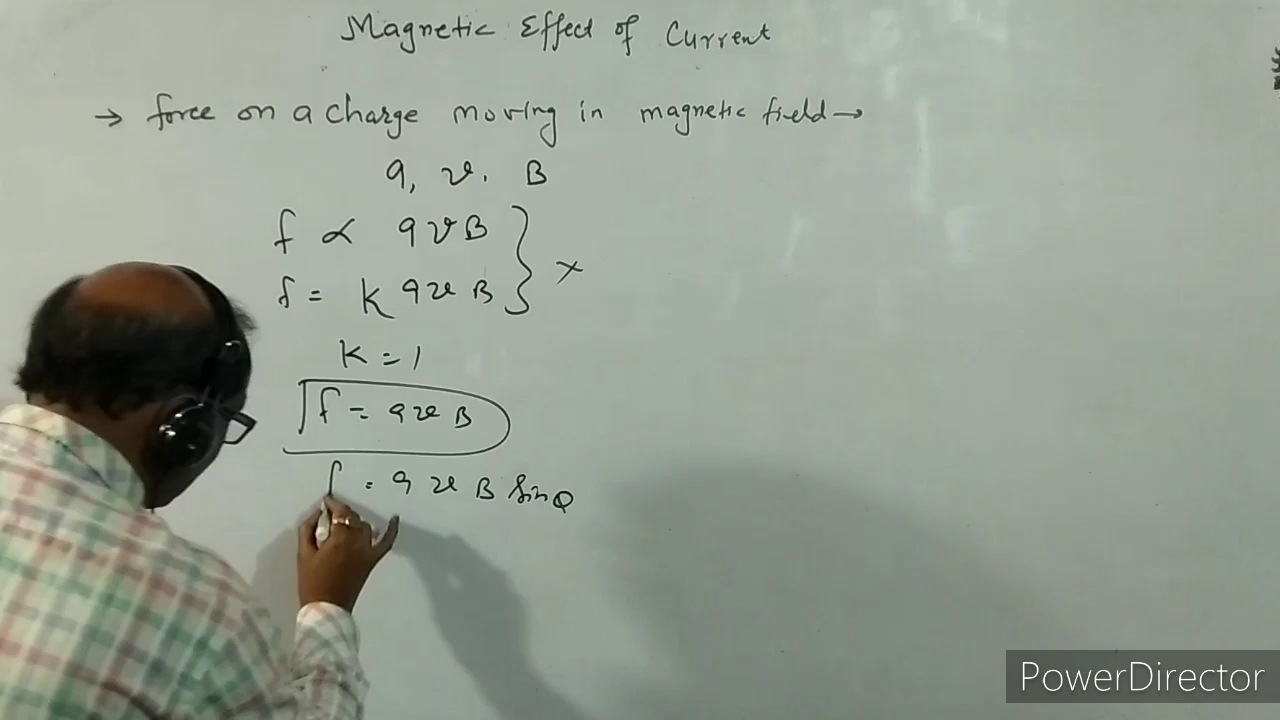 Magnetic Effect of Current
→ force on a charge moving in magnetic field →
q, v. B
f ∝ qvB
f = K qvB } ×
K = 1
f = qvB
f = qvB sinθ
PowerDirector